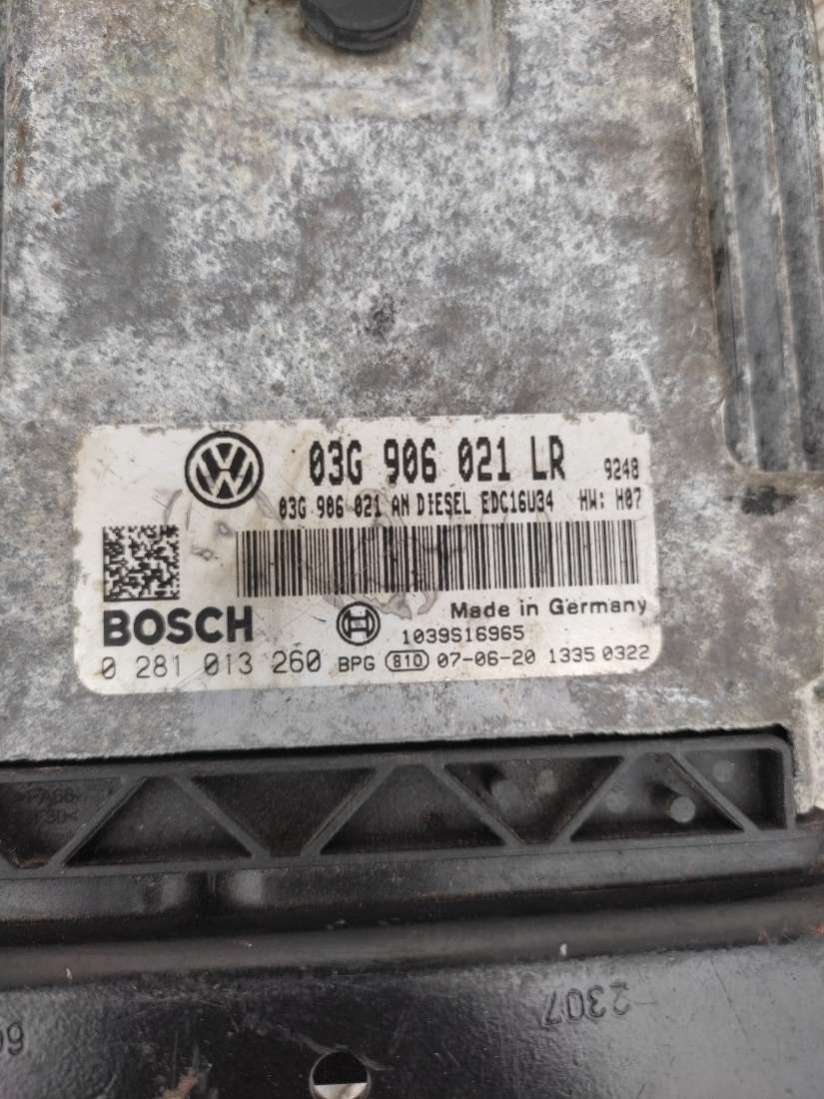 03G 906 021 LR 9248
03G 906 021 AN DIESEL EDC16U34 HW: H07
BOSCH
Made in Germany
1039S16965
0 281 013 260 BPG 810 07-06-20 1335 0322
2307